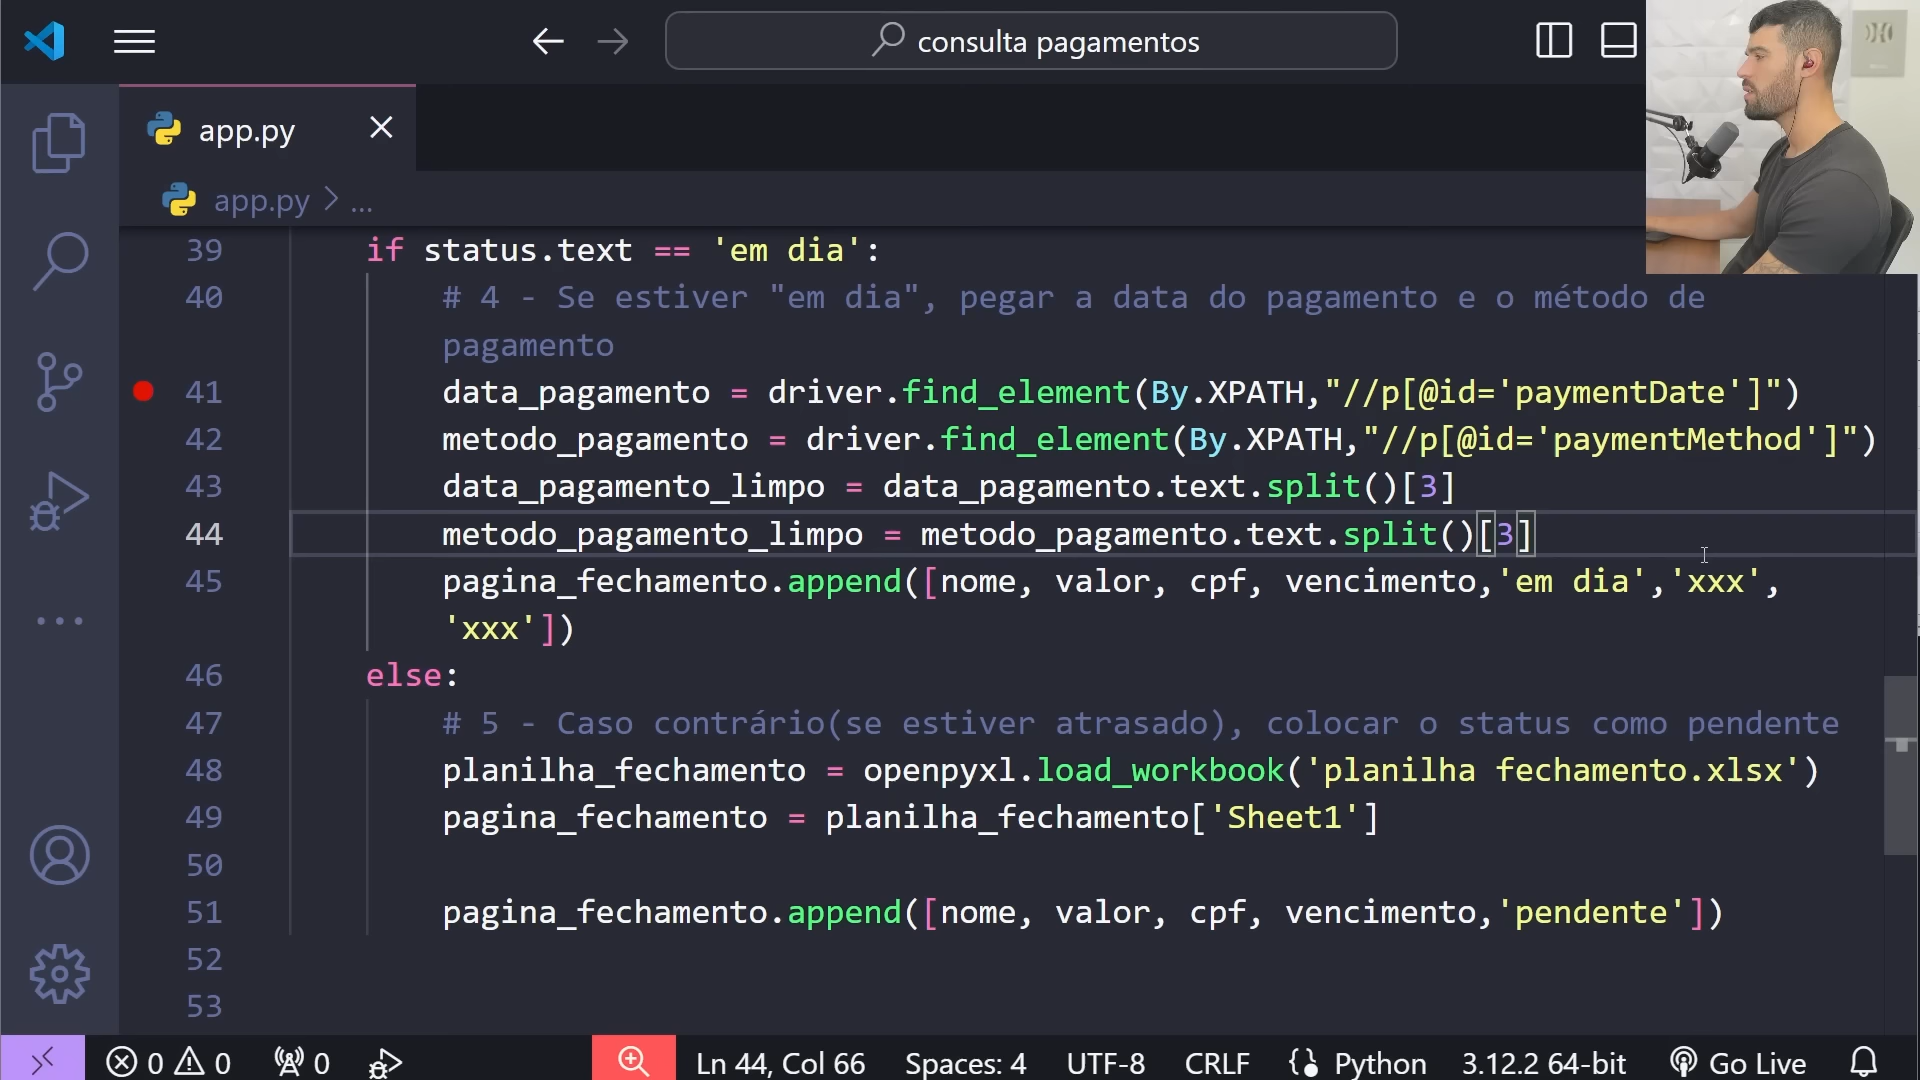 consulta pagamentos
app.py
app.py > ...
39 if status.text == 'em dia':
40 # 4 - Se estiver "em dia", pegar a data do pagamento e o método de
pagamento
41 data_pagamento = driver.find_element(By.XPATH,"//p[@id='paymentDate']")
42 metodo_pagamento = driver.find_element(By.XPATH,"//p[@id='paymentMethod']")
43 data_pagamento_limpo = data_pagamento.text.split()[3]
44 metodo_pagamento_limpo = metodo_pagamento.text.split()[3]
45 pagina_fechamento.append([nome, valor, cpf, vencimento,'em dia','xxx',
'xxx'])
46 else:
47 # 5 - Caso contrário(se estiver atrasado), colocar o status como pendente
48 planilha_fechamento = openpyxl.load_workbook('planilha fechamento.xlsx')
49 pagina_fechamento = planilha_fechamento['Sheet1']
50
51 pagina_fechamento.append([nome, valor, cpf, vencimento,'pendente'])
52
53
0 0 0 Ln 44, Col 66 Spaces: 4 UTF-8 CRLF Python 3.12.2 64-bit Go Live